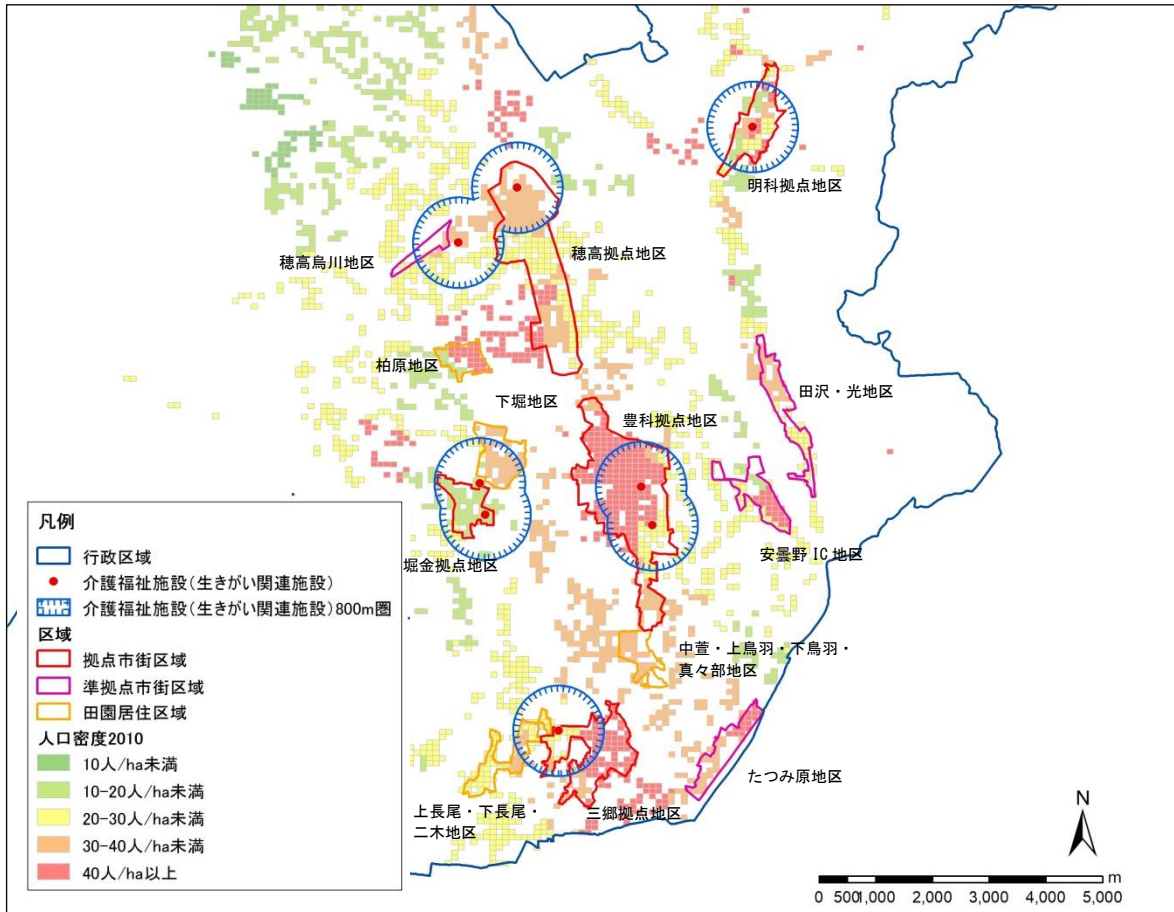 明科拠点地区
穂高烏川地区
穂高拠点地区
柏原地区
田沢・光地区
下堀地区
豊科拠点地区
堀金拠点地区
安曇野IC地区
中萱・上鳥羽・下鳥羽・
真々部地区
たつみ原地区
上長尾・下長尾・
二木地区
三郷拠点地区
凡例
行政区域
介護福祉施設(生きがい関連施設)
介護福祉施設(生きがい関連施設)800m圏
区域
拠点市街区域
準拠点市街区域
田園居住区域
人口密度2010
10人/ha未満
10-20人/ha未満
20-30人/ha未満
30-40人/ha未満
40人/ha以上
N
m
0 500 1,000 2,000 3,000 4,000 5,000